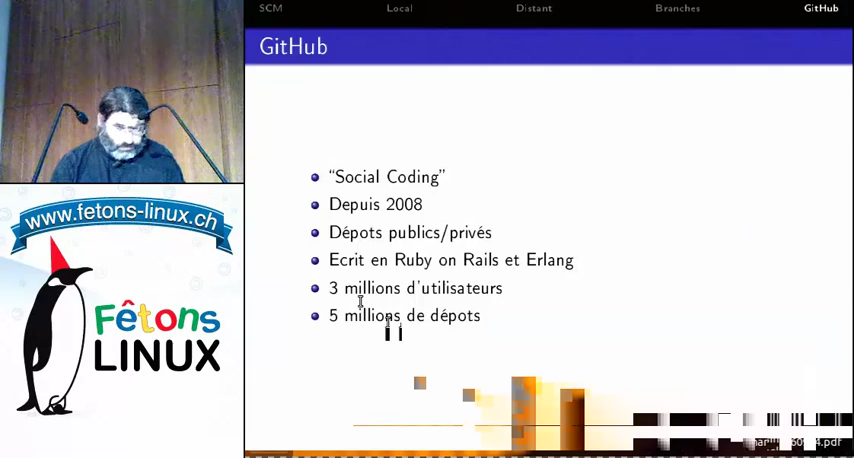 SCM Local Distant Branches GitHub
GitHub
“Social Coding”
Depuis 2008
Dépots publics/privés
Ecrit en Ruby on Rails et Erlang
3 millions d'utilisateurs
5 millions de dépots
www.fetons-linux.ch
Fêtons
LINUX